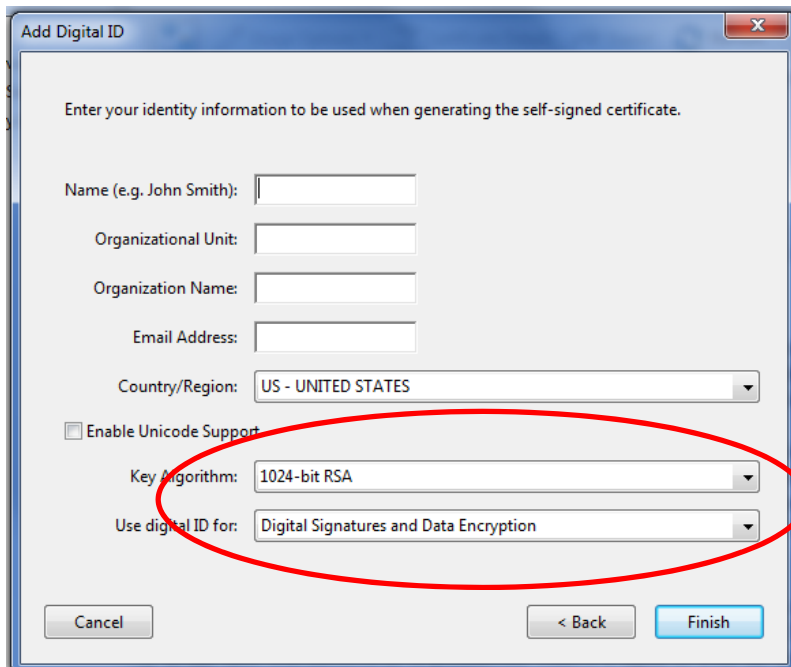 Add Digital ID
Enter your identity information to be used when generating the self-signed certificate.
Name (e.g. John Smith):
Organizational Unit:
Organization Name:
Email Address:
Country/Region: US - UNITED STATES
Enable Unicode Support
Key Algorithm: 1024-bit RSA
Use digital ID for: Digital Signatures and Data Encryption
Cancel < Back Finish